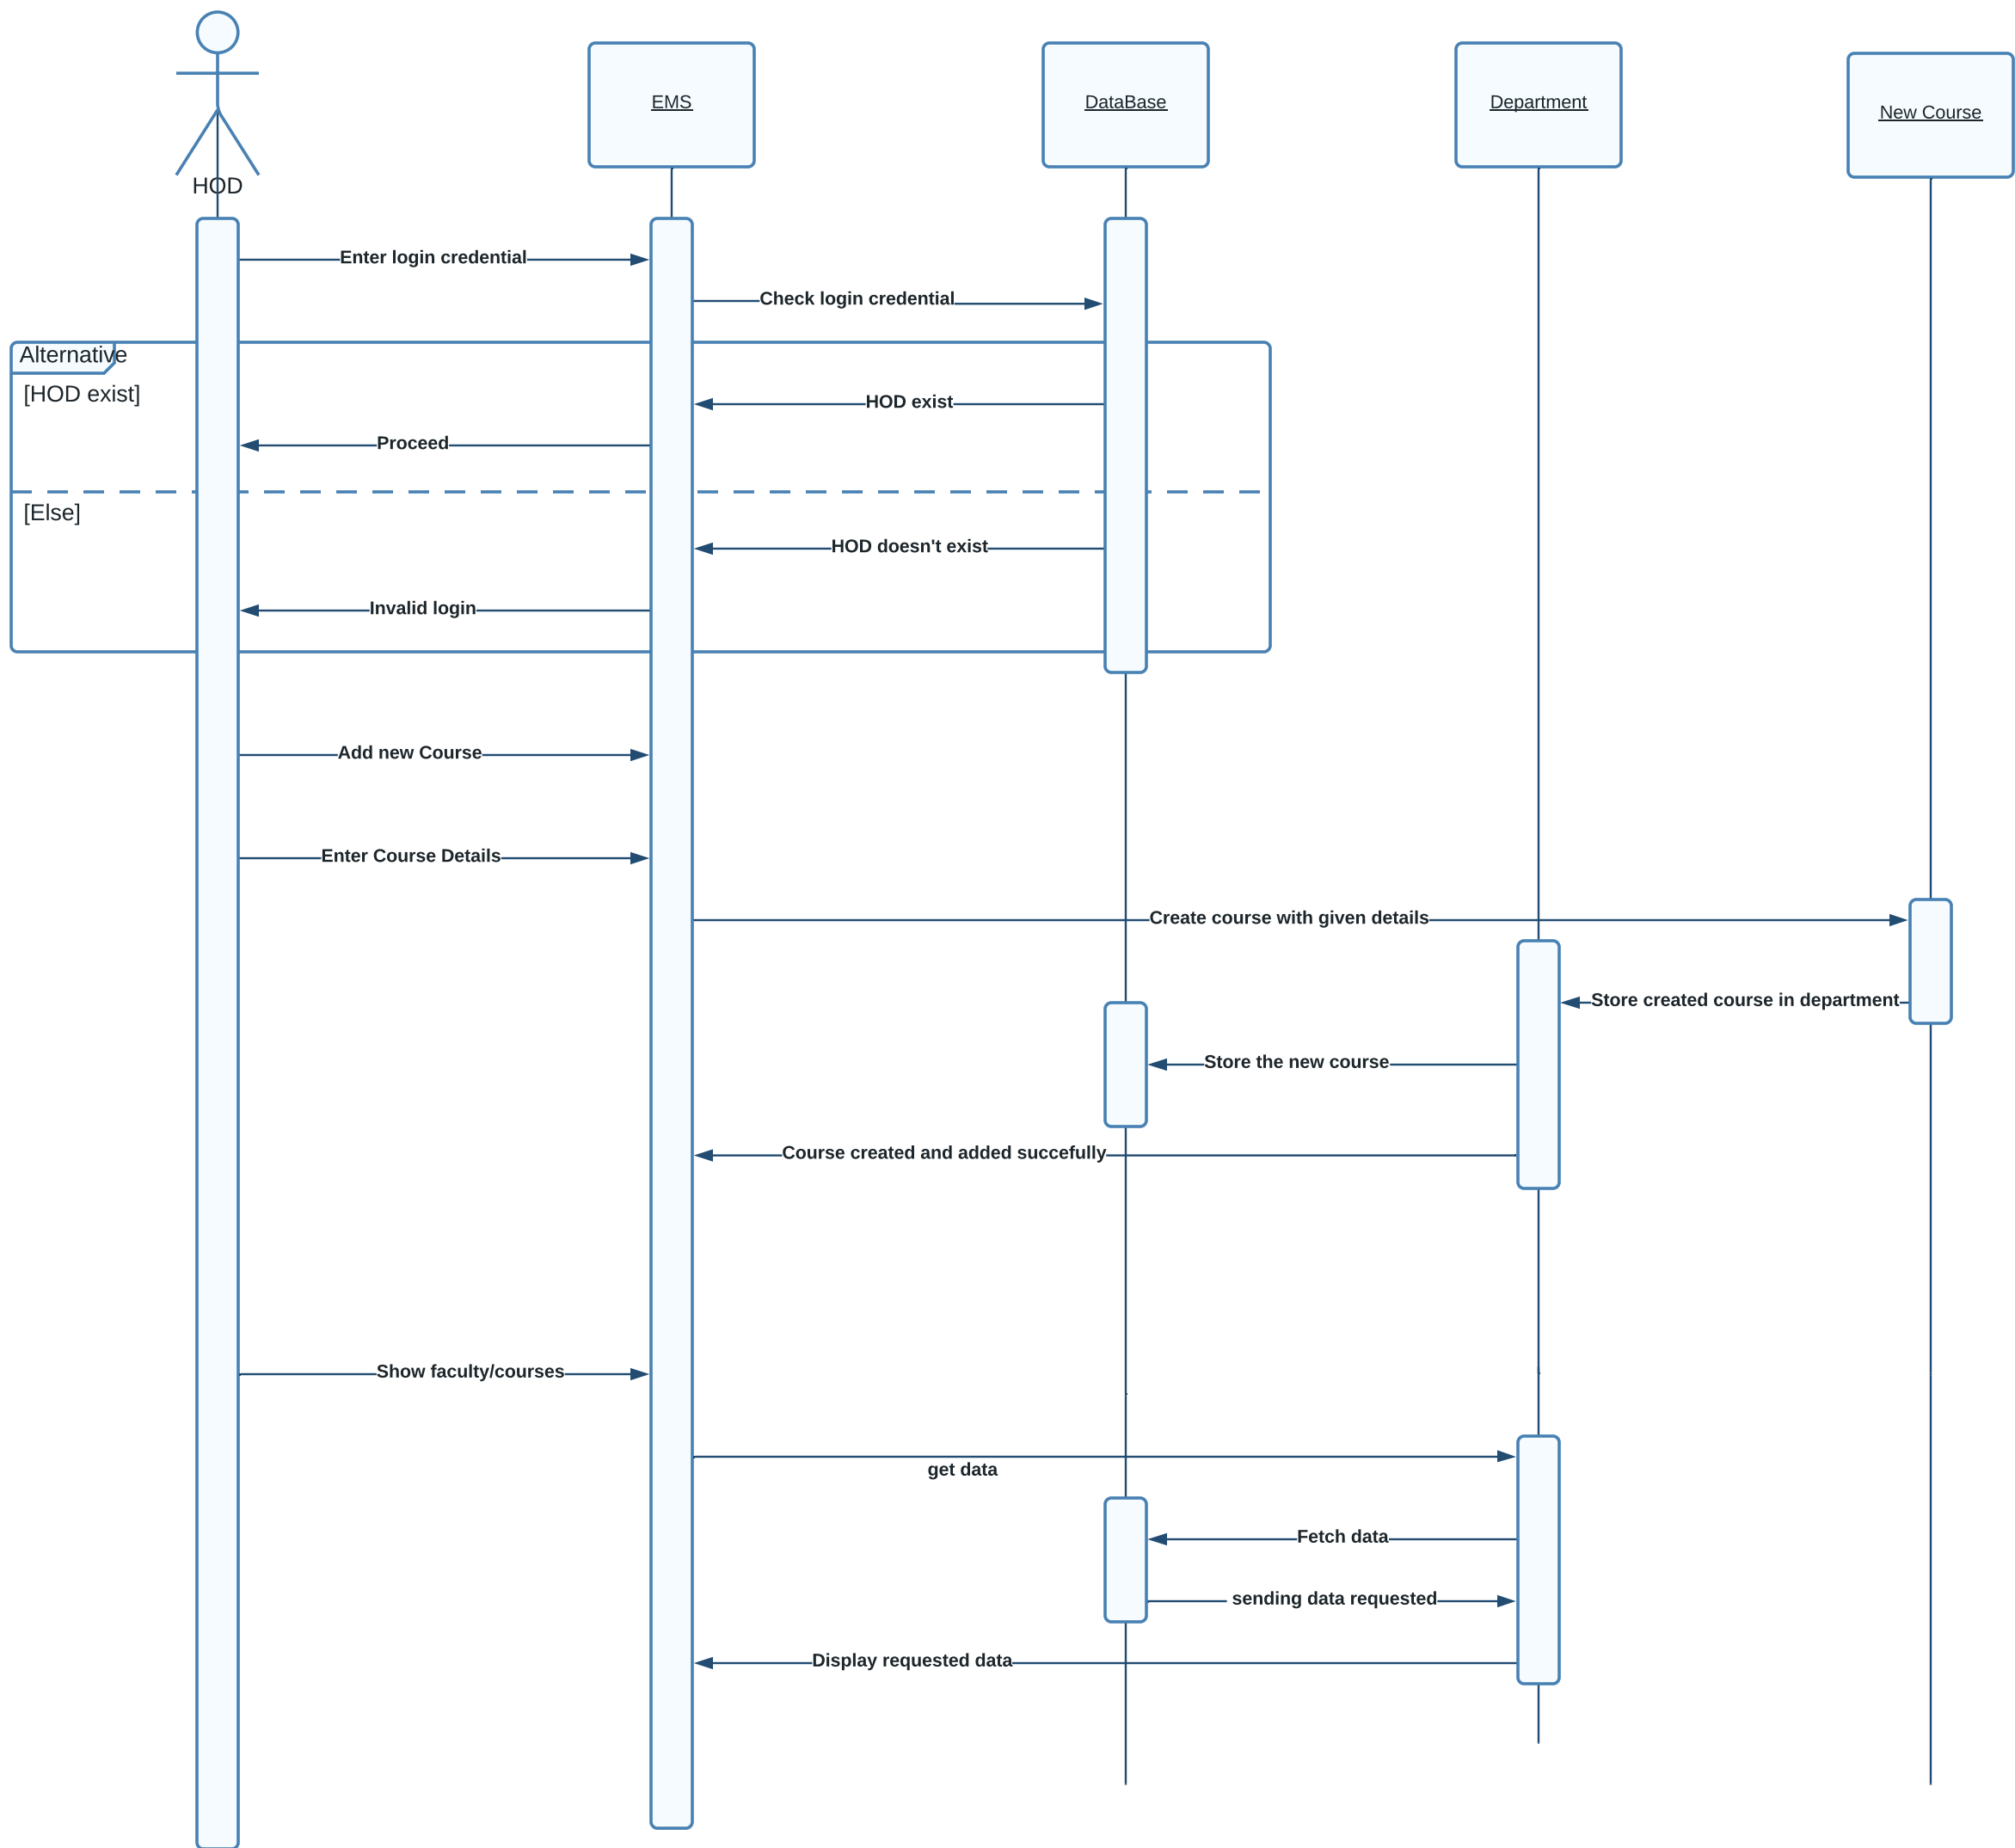 HOD
EMS
DataBase
Department
New Course
Enter login credential
Check login credential
Alternative
[HOD exist]
HOD exist
Proceed
[Else]
HOD doesn't exist
Invalid login
Add new Course
Enter Course Details
Create course with given details
Store created course in department
Store the new course
Course created and added succefully
Show faculty/courses
get data
Fetch data
sending data requested
Display requested data